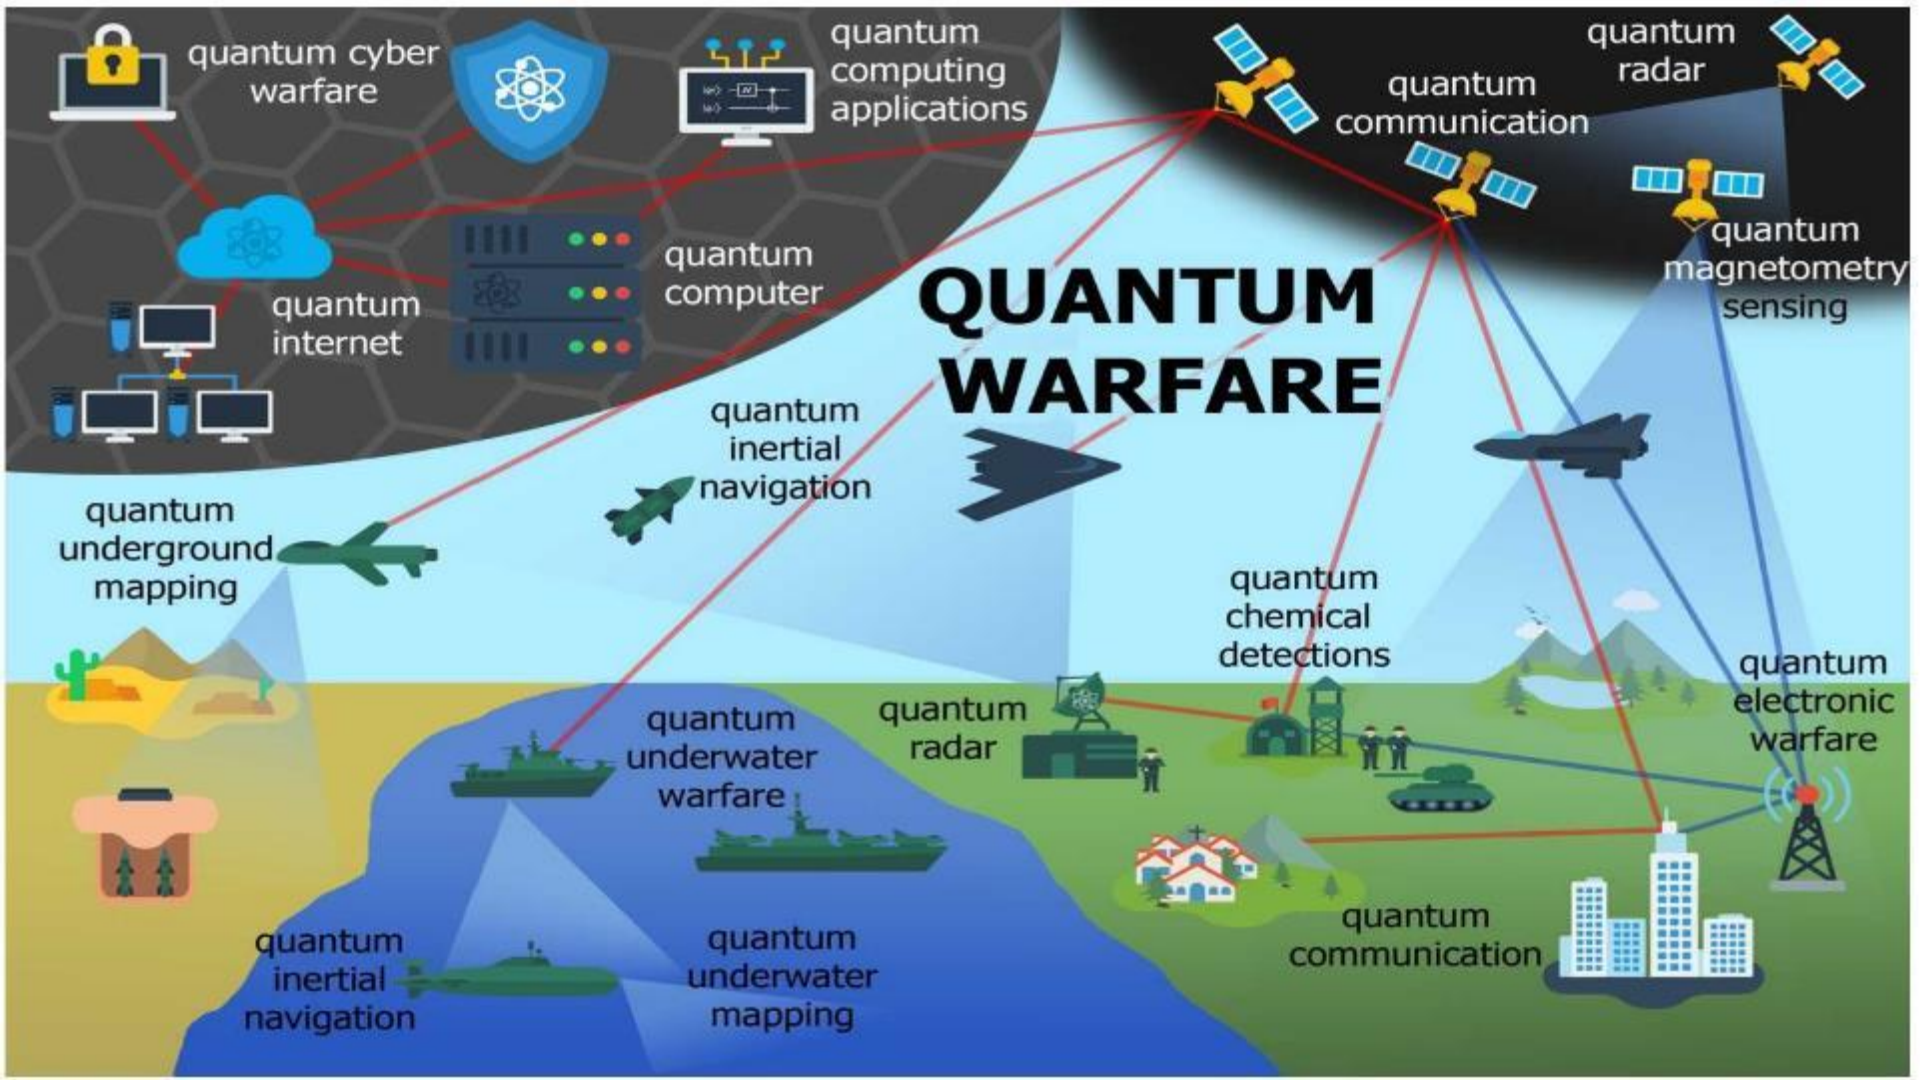 quantum cyber
warfare
quantum
computing
applications
quantum
communication
quantum
radar
quantum
internet
quantum
computer
QUANTUM
WARFARE
quantum
magnetometry
sensing
quantum
inertial
navigation
quantum
underground
mapping
quantum
chemical
detections
quantum
electronic
warfare
quantum
underwater
warfare
quantum
radar
quantum
inertial
navigation
quantum
underwater
mapping
quantum
communication